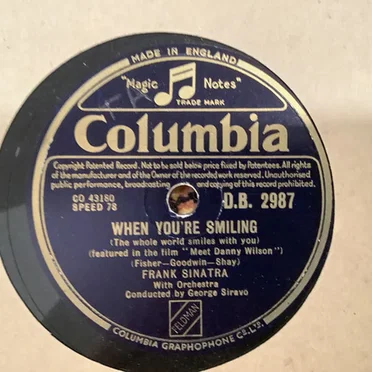 MADE IN ENGLAND
"Magic Notes"
TRADE MARK
Columbia
Copyright Patented Record. Not to be sold below price fixed by Patentees. All rights
of the manufacturer and of the Owner of the recorded work reserved. Unauthorised
public performance, broadcasting and copying of this record prohibited.
CO 43180
SPEED 78
D.B. 2987
WHEN YOU'RE SMILING
(The whole world smiles with you)
(featured in the film "Meet Danny Wilson")
(Fisher—Goodwin—Shay)
FRANK SINATRA
With Orchestra
Conducted by George Siravo
FELDMAN
COLUMBIA GRAPHOPHONE CO. LTD.